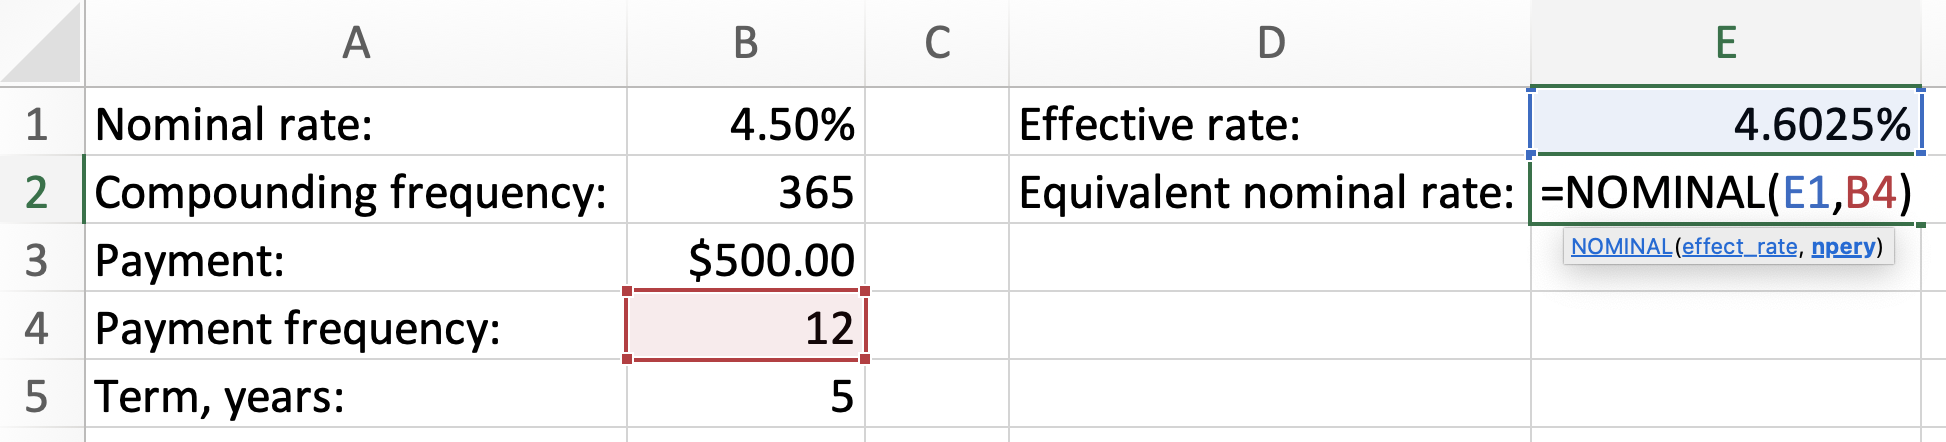 A B C D E
1 Nominal rate: 4.50% Effective rate: 4.6025%
2 Compounding frequency: 365 Equivalent nominal rate: =NOMINAL(E1,B4)
NOMINAL(effect_rate, npery)
3 Payment: $500.00
4 Payment frequency: 12
5 Term, years: 5